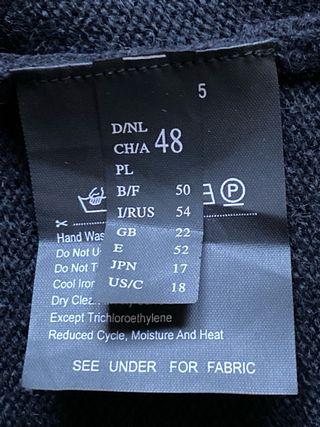 5
D/NL
CH/A 48
PL
B/F 50
I/RUS 54
GB 22
E 52
JPN 17
US/C 18
P
Hand Was
Do Not U
Do Not T
Cool Iron
Dry Clea
Except Trichloroethylene
Reduced Cycle, Moisture And Heat
SEE UNDER FOR FABRIC